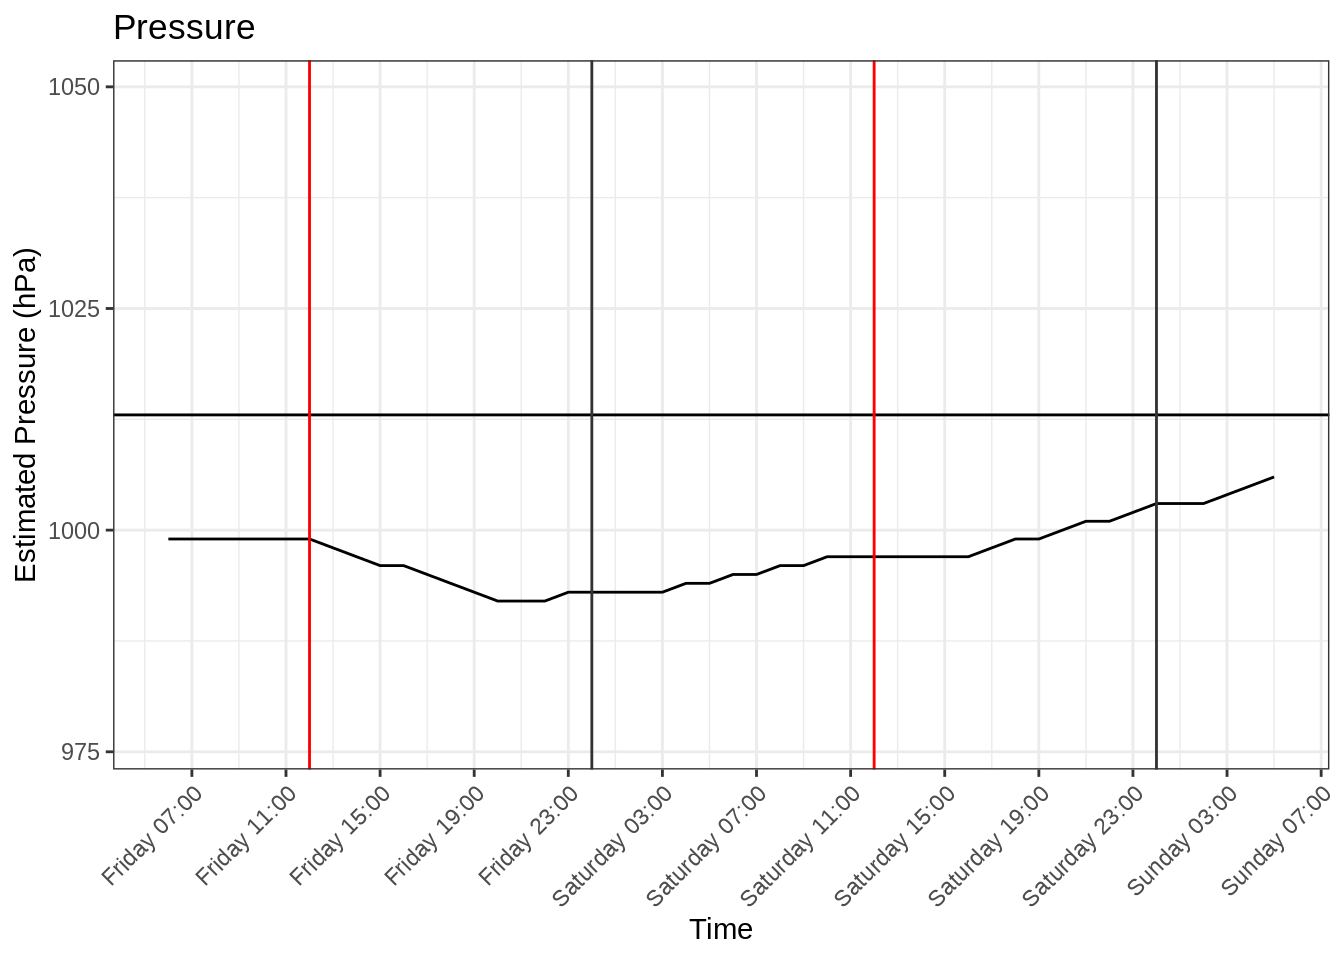 Pressure
Estimated Pressure (hPa)
1050
1025
1000
975
Friday 07:00
Friday 11:00
Friday 15:00
Friday 19:00
Friday 23:00
Saturday 03:00
Saturday 07:00
Saturday 11:00
Saturday 15:00
Saturday 19:00
Saturday 23:00
Sunday 03:00
Sunday 07:00
Time